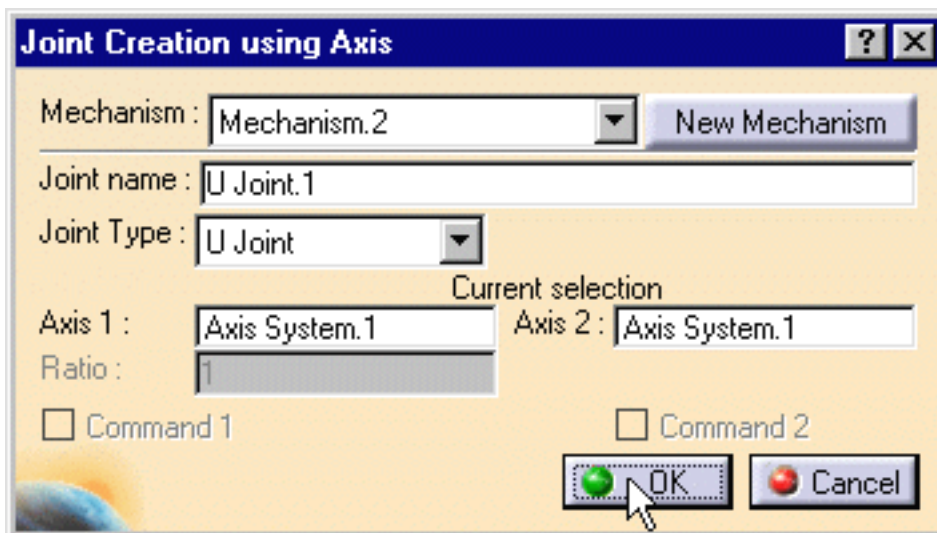 Joint Creation using Axis ? X
Mechanism : Mechanism.2 New Mechanism
Joint name : U Joint.1
Joint Type : U Joint
Current selection
Axis 1 : Axis System.1 Axis 2 : Axis System.1
Ratio : 1
Command 1 Command 2
OK Cancel